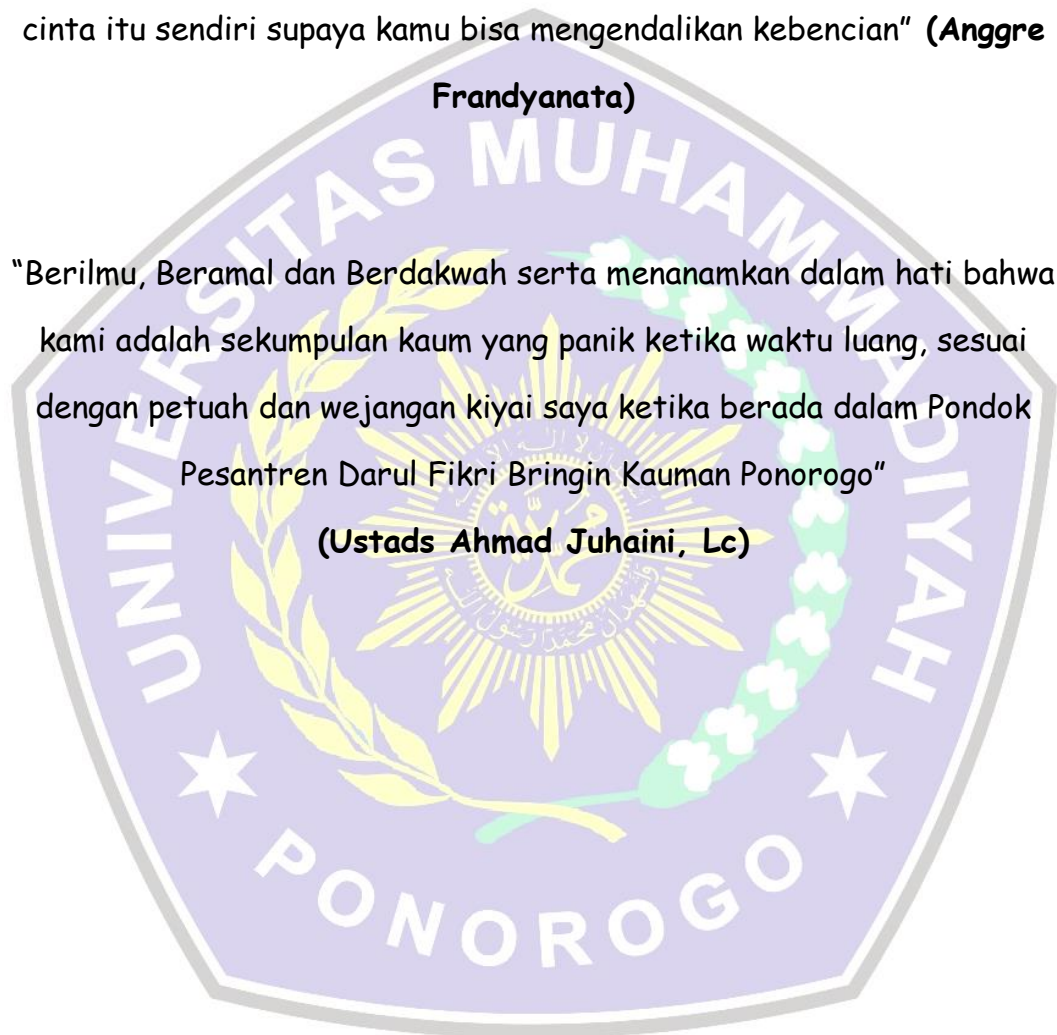 cinta itu sendiri supaya kamu bisa mengendalikan kebencian” (Anggre
Frandyanata)
“Berilmu, Beramal dan Berdakwah serta menanamkan dalam hati bahwa
kami adalah sekumpulan kaum yang panik ketika waktu luang, sesuai
dengan petuah dan wejangan kiyai saya ketika berada dalam Pondok
Pesantren Darul Fikri Bringin Kauman Ponorogo”
(Ustads Ahmad Juhaini, Lc)
UNIVERSITAS MUHAMMADIYAH
PONOROGO